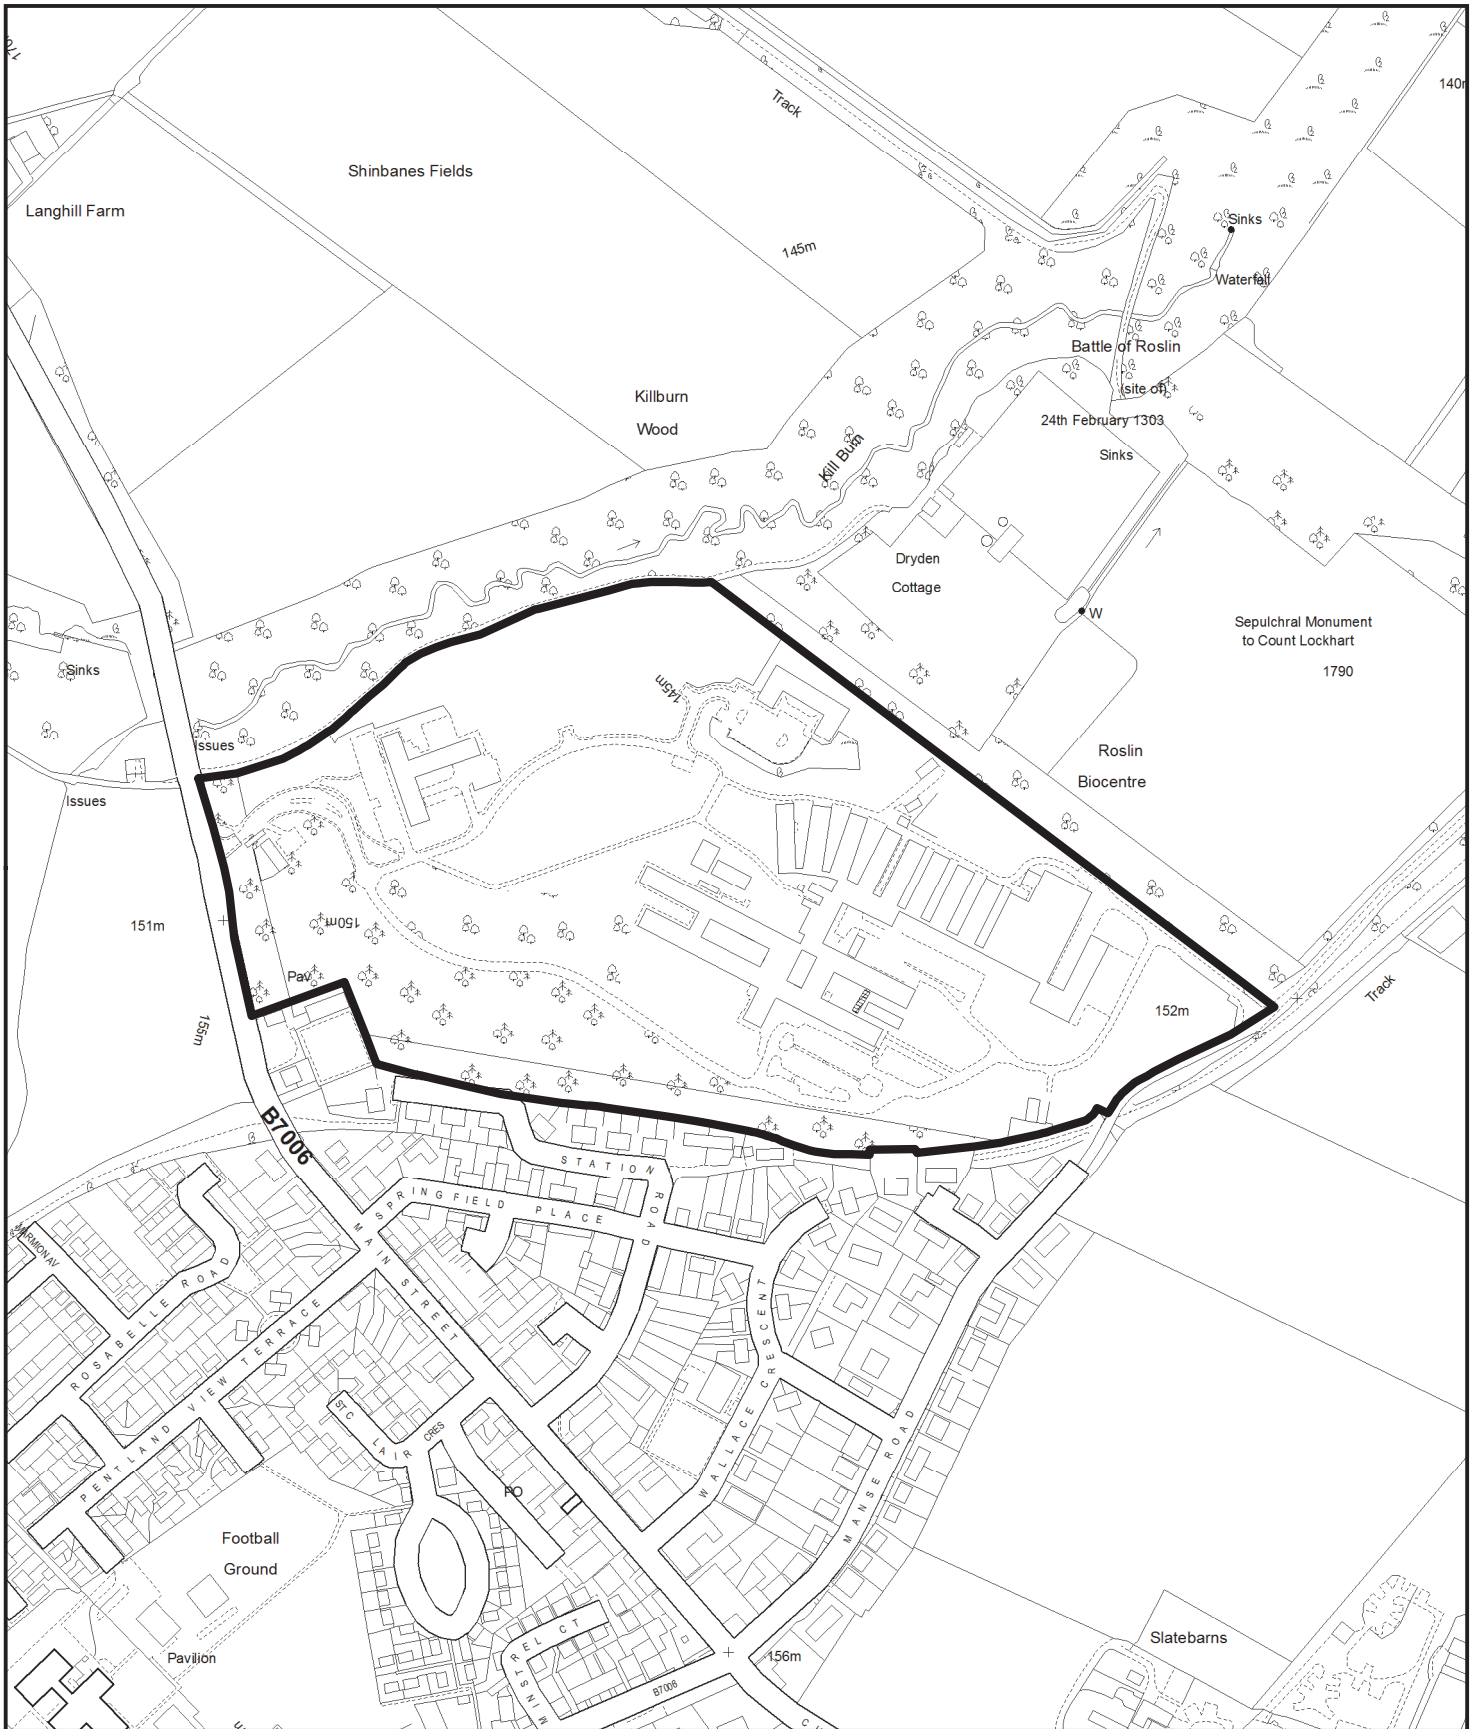 170
140m
Track
Shinbanes Fields
Langhill Farm
Sinks
145m
Waterfall
Battle of Roslin
(site of)
24th February 1303
Killburn
Wood
Kill Burn
Sinks
Dryden
Cottage
W
Sepulchral Monument
to Count Lockhart
1790
Sinks
145m
Issues
Roslin
Biocentre
Issues
151m
150m
Pav
Track
152m
155m
B7006
STATION ROAD
SPRINGFIELD PLACE
MAIN STREET
MARMION AV
ROSABELLE ROAD
PENTLAND VIEW TERRACE
WALLACE CRESCENT
ST CLAIR CRES
MANSE ROAD
PO
Football
Ground
Pavilion
MINSTREL CT
156m
B7006
Slatebarns